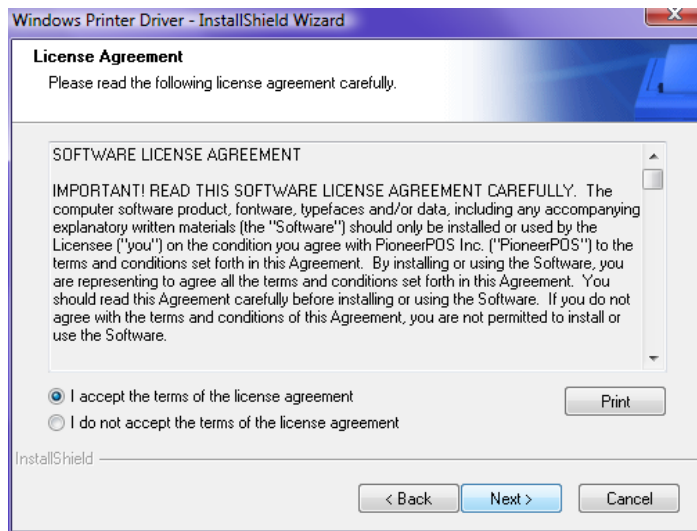 Windows Printer Driver - InstallShield Wizard
License Agreement
Please read the following license agreement carefully.
SOFTWARE LICENSE AGREEMENT
IMPORTANT! READ THIS SOFTWARE LICENSE AGREEMENT CAREFULLY.  The
computer software product, fontware, typefaces and/or data, including any accompanying
explanatory written materials (the "Software") should only be installed or used by the
Licensee ("you") on the condition you agree with PioneerPOS Inc. ("PioneerPOS") to the
terms and conditions set forth in this Agreement.  By installing or using the Software, you
are representing to agree all the terms and conditions set forth in this Agreement.  You
should read this Agreement carefully before installing or using the Software.  If you do not
agree with the terms and conditions of this Agreement, you are not permitted to install or
use the Software.
I accept the terms of the license agreement
Print
I do not accept the terms of the license agreement
InstallShield
< Back
Next >
Cancel